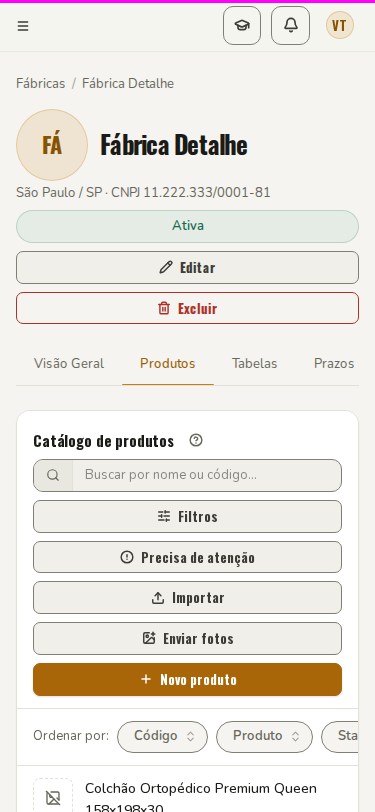 VT
Fábricas / Fábrica Detalhe
FÁ
Fábrica Detalhe
São Paulo / SP · CNPJ 11.222.333/0001-81
Ativa
Editar
Excluir
Visão Geral Produtos Tabelas Prazos
Catálogo de produtos
Buscar por nome ou código...
Filtros
Precisa de atenção
Importar
Enviar fotos
Novo produto
Ordenar por: Código Produto Sta
Colchão Ortopédico Premium Queen
158x198x30